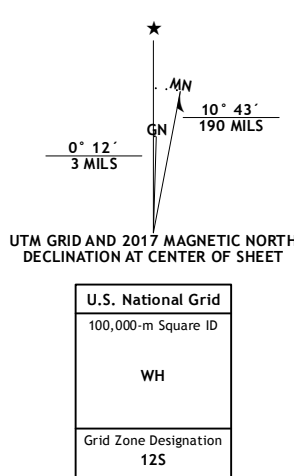 ★
MN
GN
10° 43´
190 MILS
0° 12´
3 MILS
UTM GRID AND 2017 MAGNETIC NORTH
DECLINATION AT CENTER OF SHEET
U.S. National Grid
100,000-m Square ID
WH
Grid Zone Designation
12S